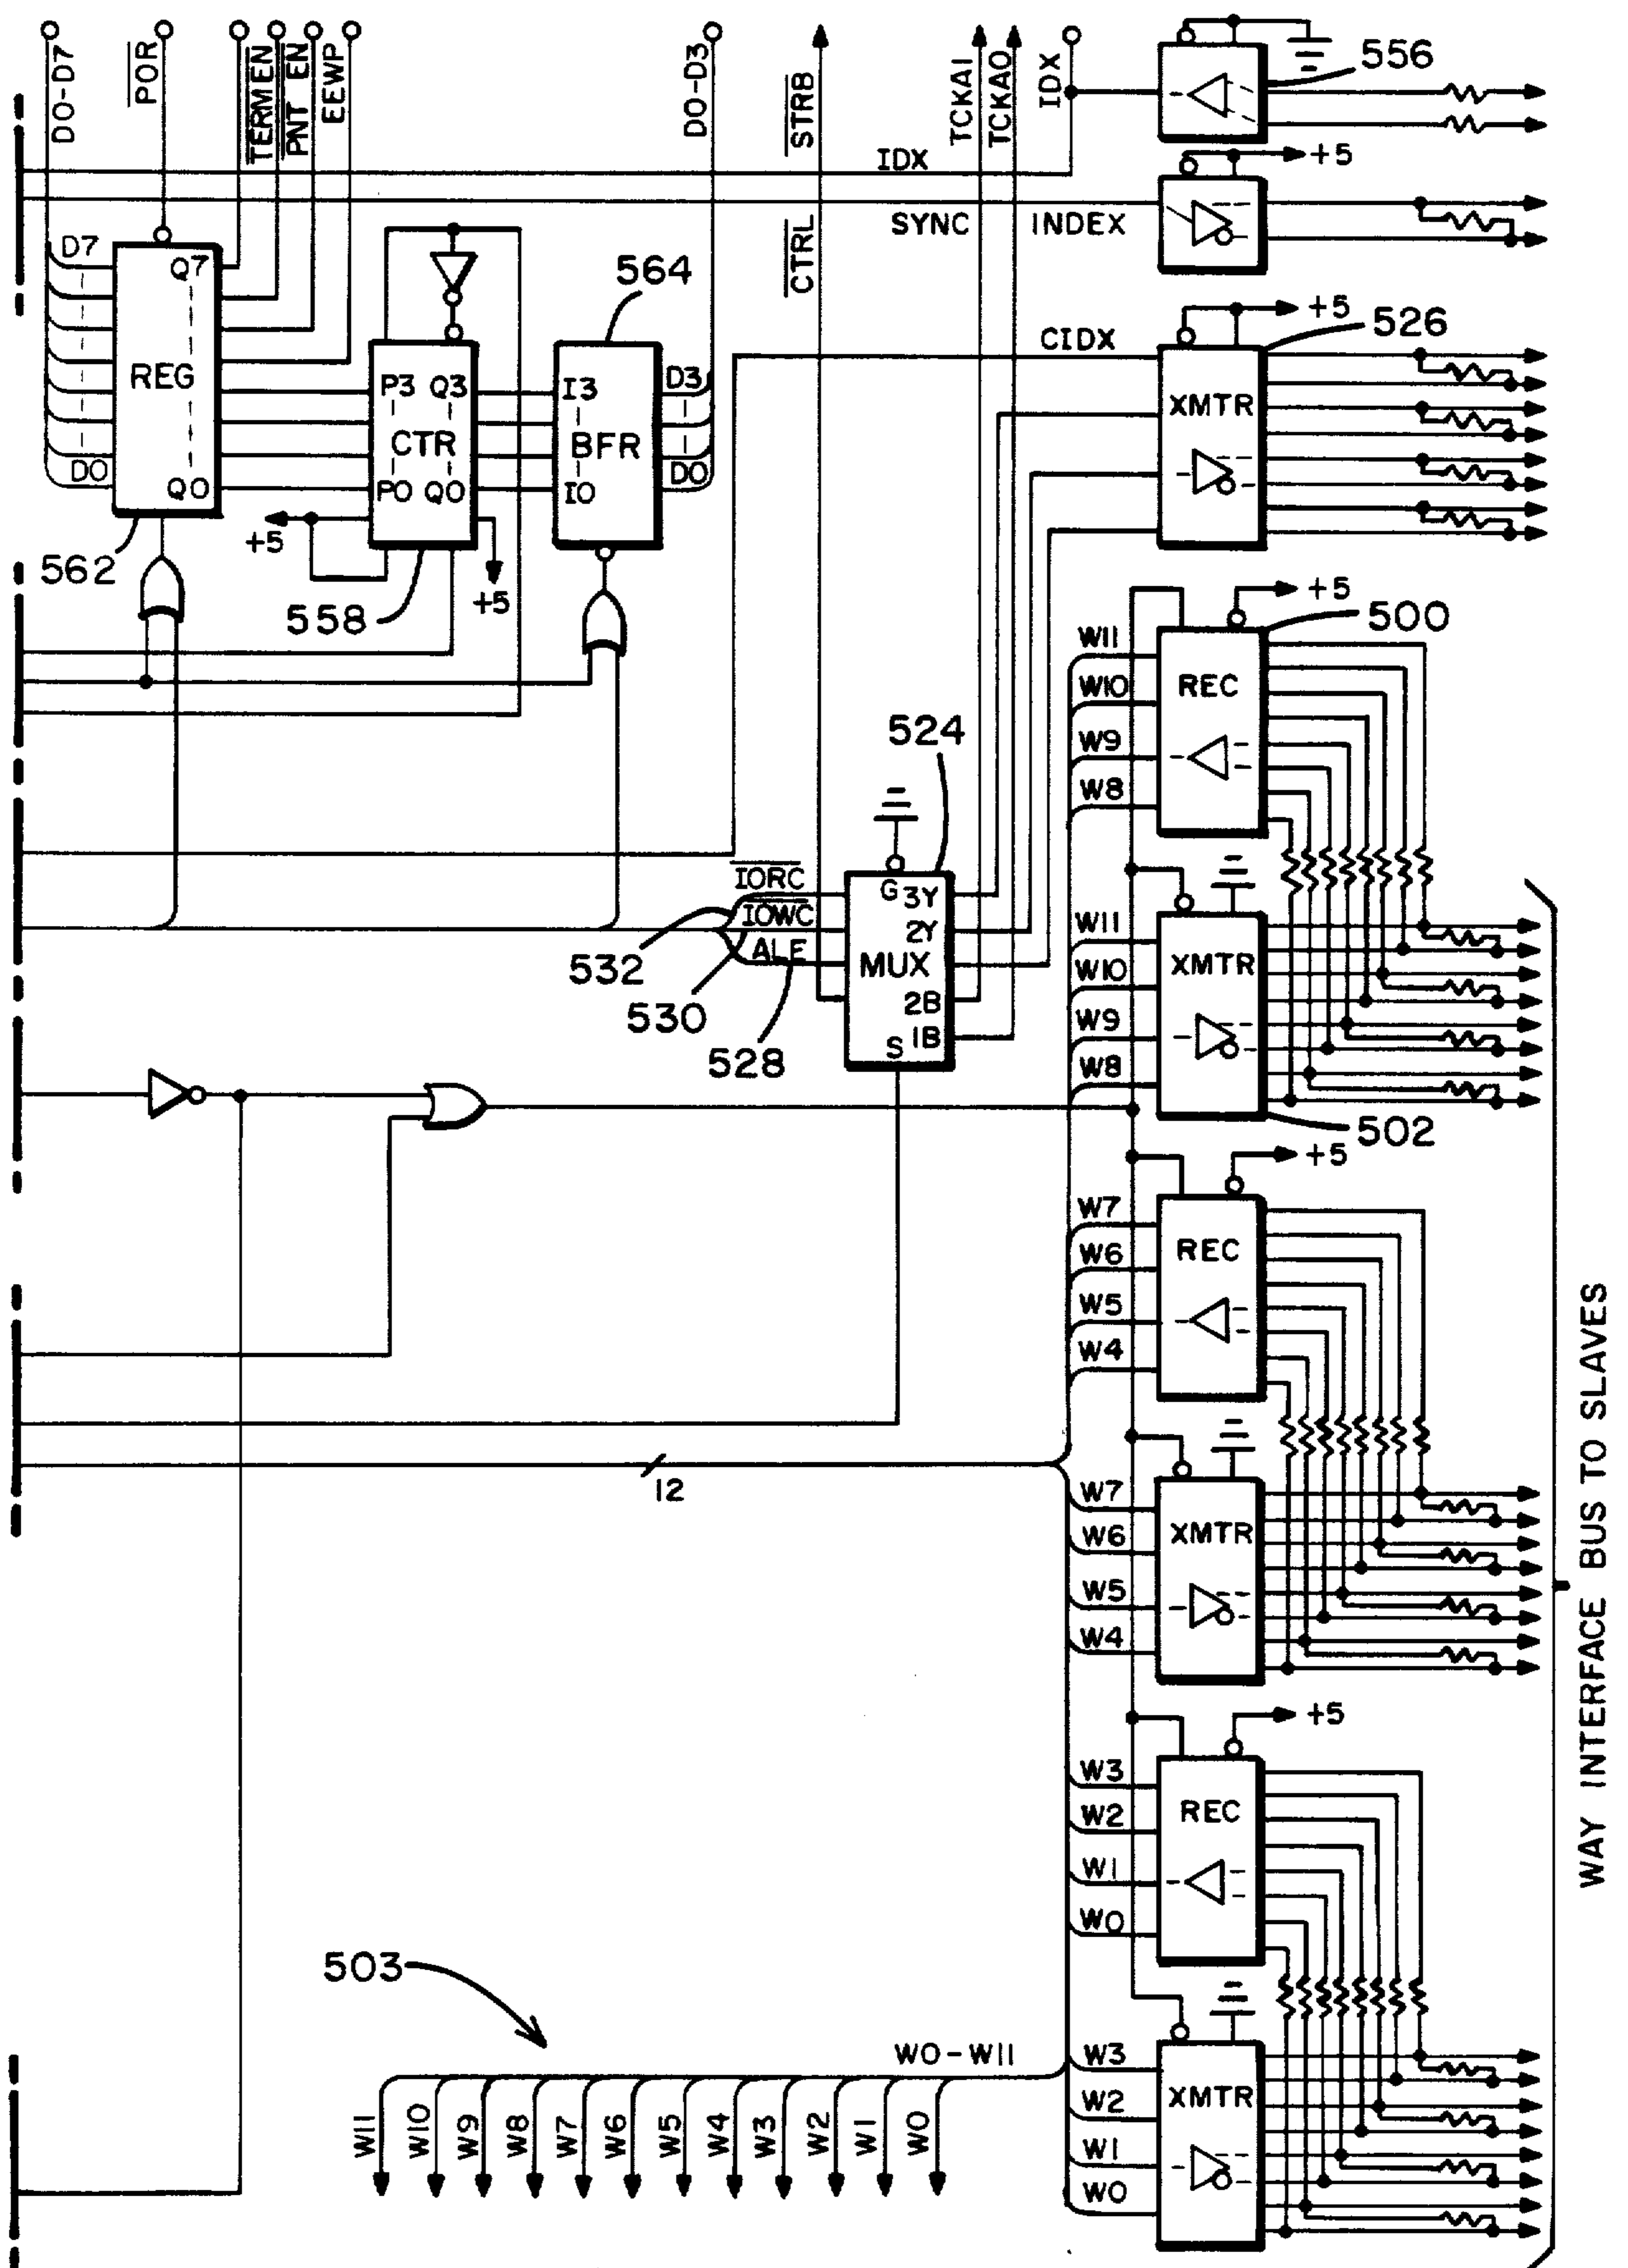 D0-D7
POR
TERM EN
PNT EN
EEWP
D0-D3
STRB
TCKA1
TCKA0
IDX
556
+5
IDX
CTRL
SYNC INDEX
D7
Q7
REG
D0
Q0
562
P3 Q3
CTR
P0 Q0
+5
+5
558
564
I3
BFR
I0
D3
D0
CIDX
+5
526
XMTR
+5
500
W11
W10
W9
W8
REC
524
IORC
IOWC
ALE
532
530
528
G 3Y
2Y
MUX
2B
S 1B
W11
W10
W9
W8
XMTR
502
+5
W7
W6
W5
W4
REC
12
W7
W6
W5
W4
XMTR
+5
W3
W2
W1
W0
REC
503
W0-W11
W11
W10
W9
W8
W7
W6
W5
W4
W3
W2
W1
W0
W3
W2
W1
W0
XMTR
WAY INTERFACE BUS TO SLAVES